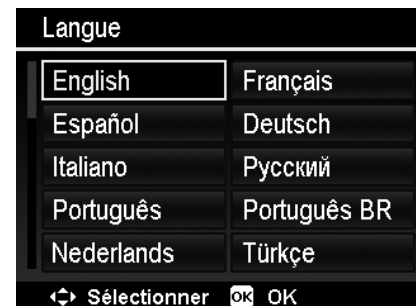 Langue
English Français
Español Deutsch
Italiano Русский
Português Português BR
Nederlands Türkçe
Sélectionner OK OK